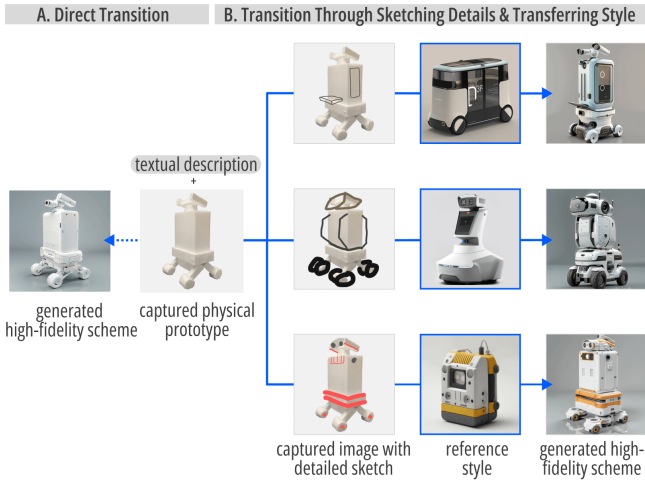 A. Direct Transition
B. Transition Through Sketching Details & Transferring Style
textual description
+
generated
high-fidelity scheme
captured physical
prototype
captured image with
detailed sketch
reference
style
generated high-
fidelity scheme